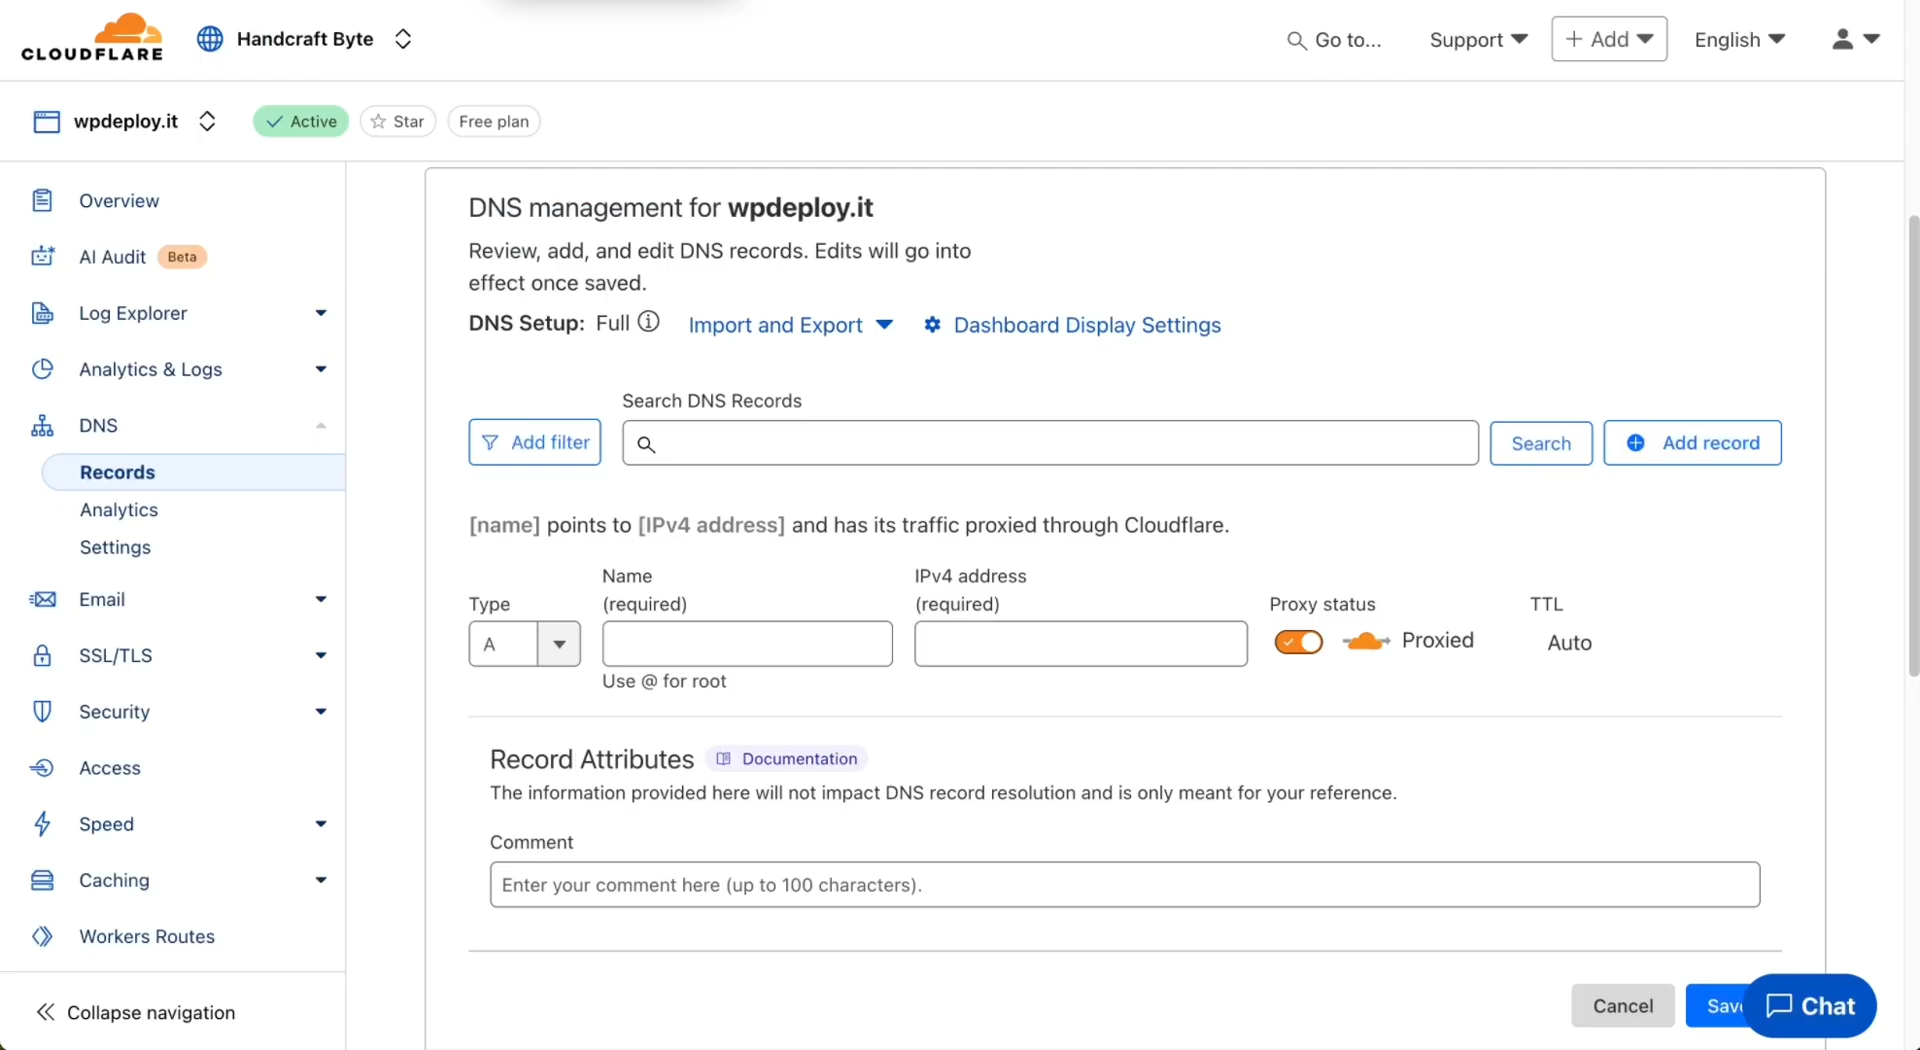 CLOUDFLARE
Handcraft Byte
Go to...
Support
+ Add
English
wpdeploy.it
Active
Star
Free plan
Overview
AI Audit Beta
Log Explorer
Analytics & Logs
DNS
Records
Analytics
Settings
Email
SSL/TLS
Security
Access
Speed
Caching
Workers Routes
Collapse navigation
DNS management for wpdeploy.it
Review, add, and edit DNS records. Edits will go into
effect once saved.
DNS Setup: Full
Import and Export
Dashboard Display Settings
Search DNS Records
Add filter
Search
Add record
[name] points to [IPv4 address] and has its traffic proxied through Cloudflare.
Type
Name
(required)
IPv4 address
(required)
Proxy status
TTL
A
Proxied
Auto
Use @ for root
Record Attributes
Documentation
The information provided here will not impact DNS record resolution and is only meant for your reference.
Comment
Enter your comment here (up to 100 characters).
Cancel
Save
Chat